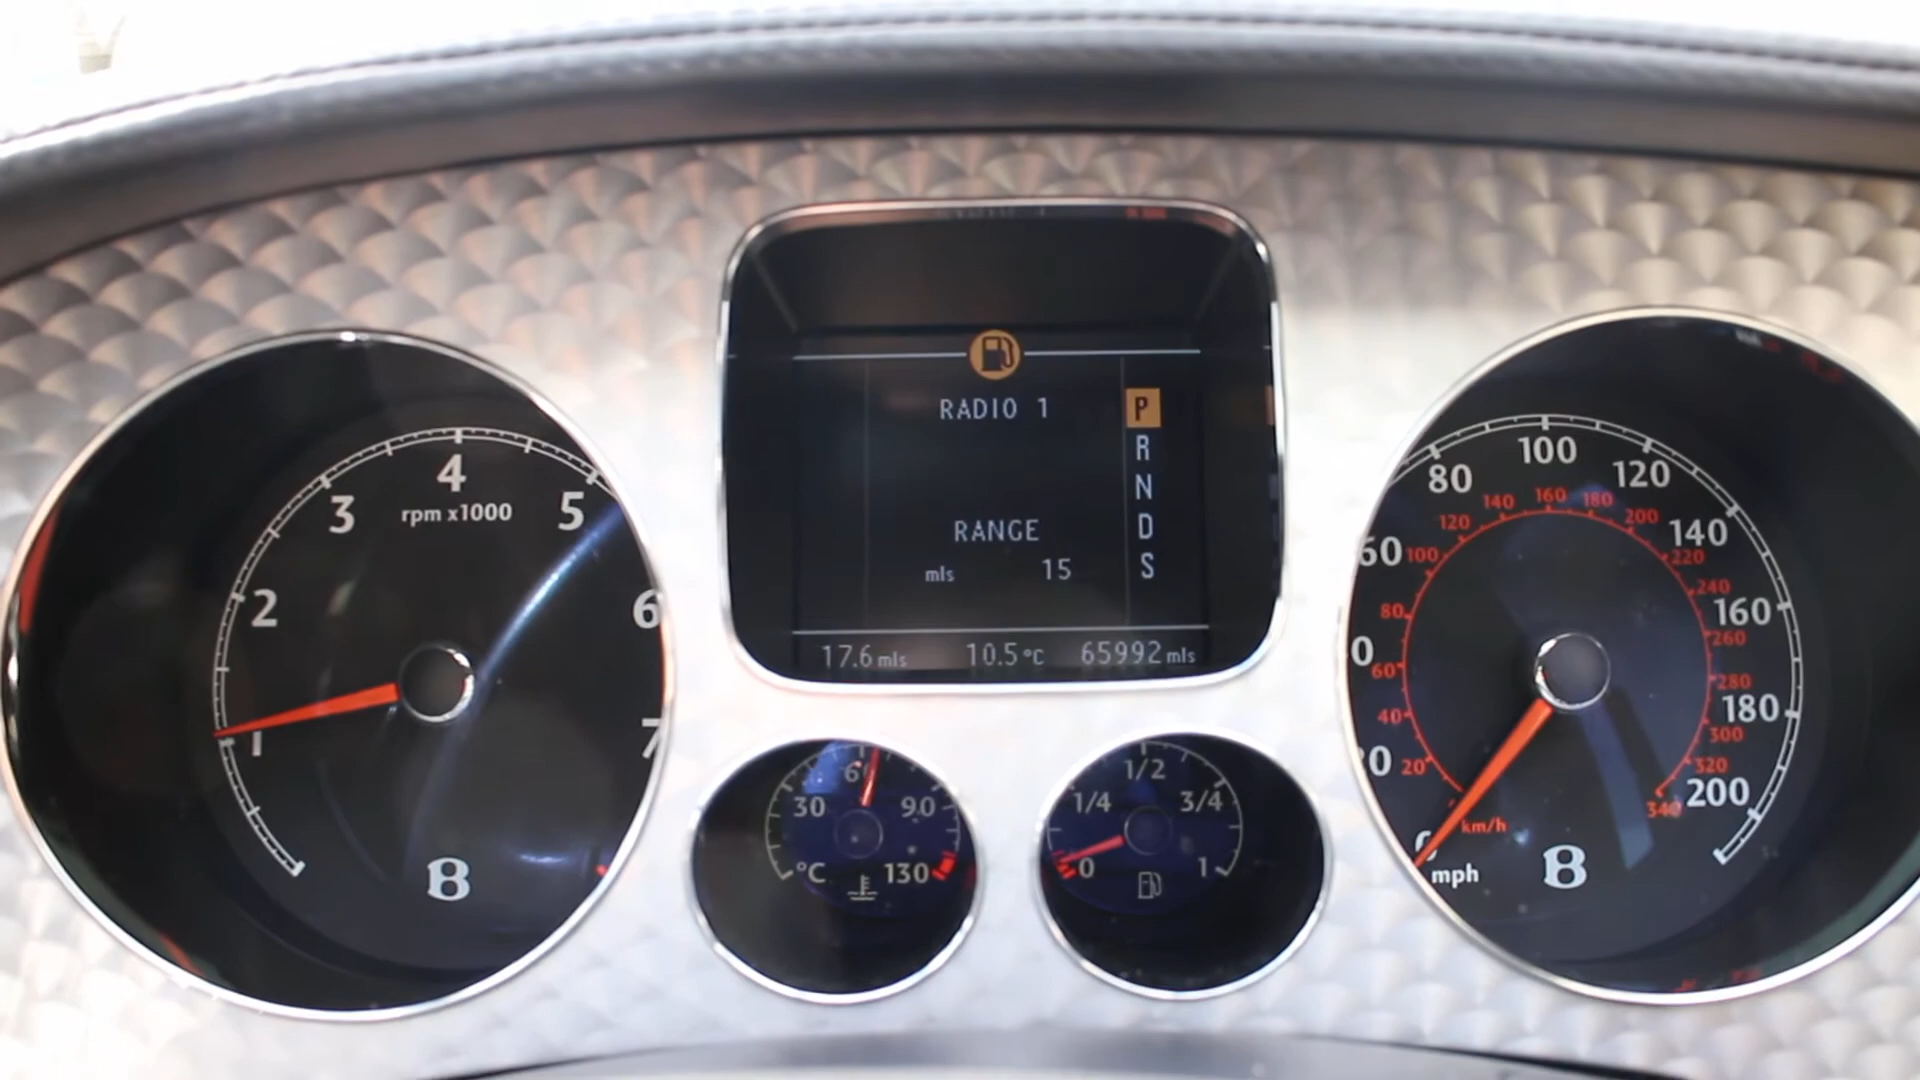 RADIO 1
RANGE
mls 15
17.6 mls 10.5 °C 65992 mls
P
R
N
D
S
1
2
3
4
5
6
7
rpm x1000
B
30
90
130
°C
0
1/4
1/2
3/4
1
80
100
120
140
160
180
200
20
40
60
80
100
120
140
160
180
200
220
240
260
280
300
320
340
km/h
mph
B